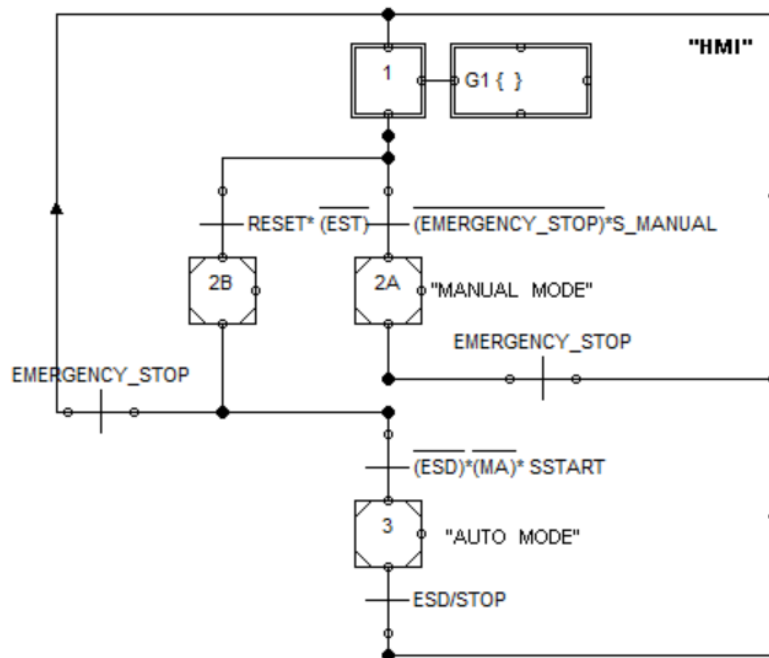 "HMI"
1
G1 { }
RESET* (EST)
(EMERGENCY_STOP)*S_MANUAL
2B
2A
"MANUAL MODE"
EMERGENCY_STOP
EMERGENCY_STOP
(ESD)*(MA)* SSTART
3
"AUTO MODE"
ESD/STOP